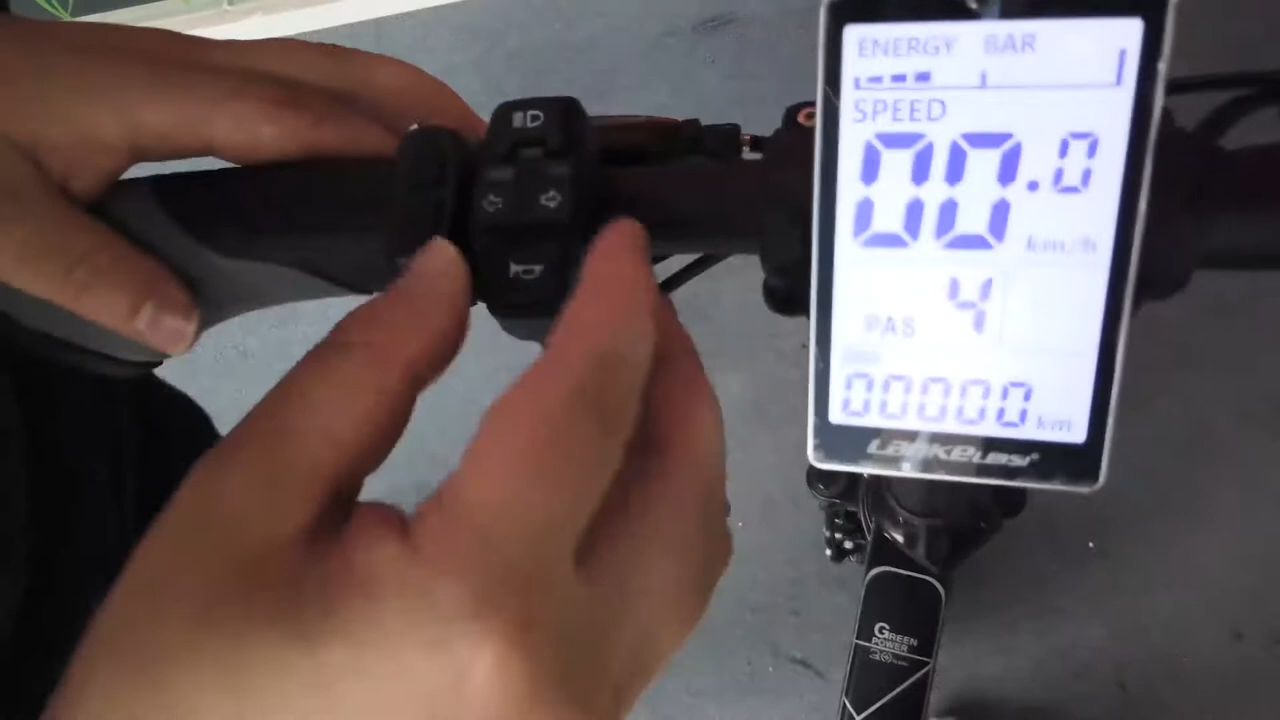 ENERGY BAR
SPEED
00.0
km/h
PAS 4
00000 km
LankeLeisi®
GREEN
POWER